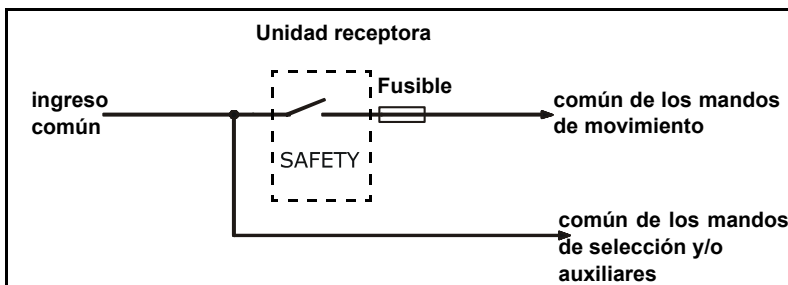 Unidad receptora
Fusible
ingreso
común
común de los mandos
de movimiento
SAFETY
común de los mandos
de selección y/o
auxiliares